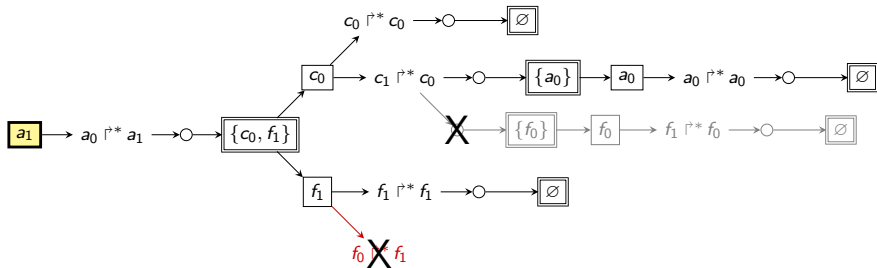 c₀ ↱* c₀ ∅
c₀ c₁ ↱* c₀ {a₀} a₀ a₀ ↱* a₀ ∅
a₁ a₀ ↱* a₁ {c₀, f₁} {f₀} f₀ f₁ ↱* f₀ ∅
f₁ f₁ ↱* f₁ ∅
f₀ ↱* f₁